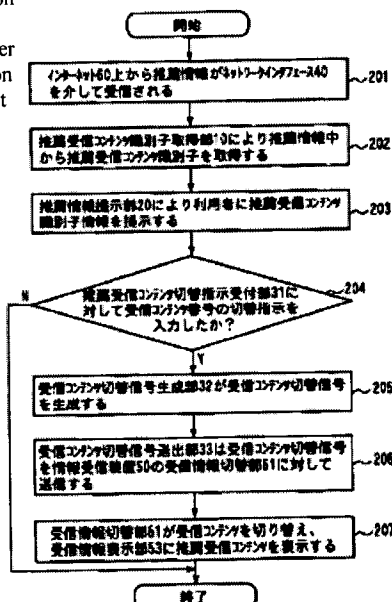 on
er
on
t
開始
インターネット60上から推薦情報がネットワークインタフェース40
を介して受信される
201
推薦受信コンテンツ識別子取得部10により推薦情報中
から推薦受信コンテンツ識別子を取得する
202
推薦情報提示部20により利用者に推薦受信コンテンツ
識別子情報を提示する
203
推薦受信コンテンツ切替指示受付部31に
対して受信コンテンツ番号の切替指示を
入力したか？
204
N
Y
受信コンテンツ切替信号生成部32が受信コンテンツ切替信号
を生成する
205
受信コンテンツ切替信号送出部33は受信コンテンツ切替信号
を情報受信装置50の受信情報切替部51に対して
送信する
206
受信情報切替部51が受信コンテンツを切り替え、
受信情報表示部53に推薦受信コンテンツを表示する
207
終了